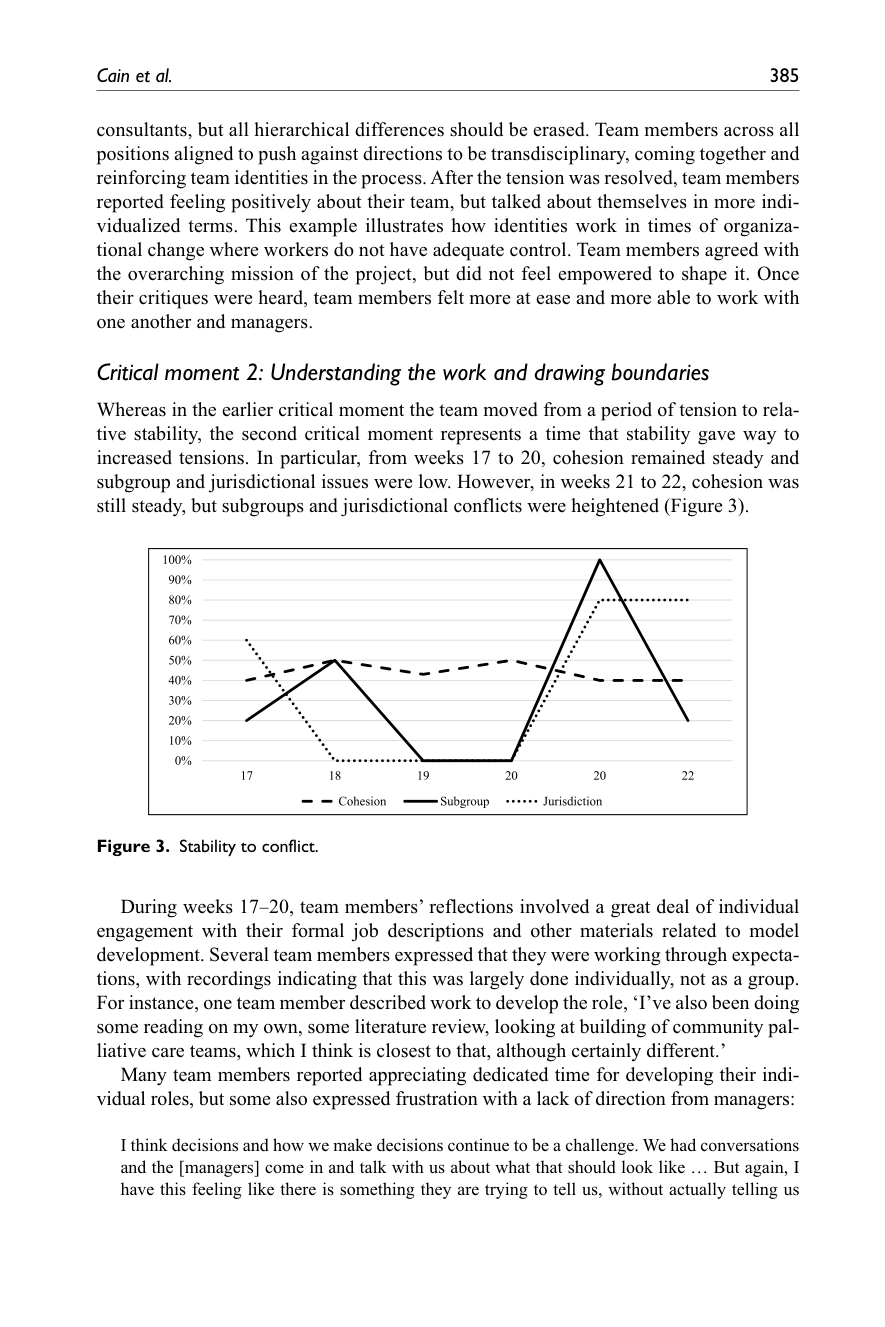 Cain et al. 385
consultants, but all hierarchical differences should be erased. Team members across all
positions aligned to push against directions to be transdisciplinary, coming together and
reinforcing team identities in the process. After the tension was resolved, team members
reported feeling positively about their team, but talked about themselves in more indi-
vidualized terms. This example illustrates how identities work in times of organiza-
tional change where workers do not have adequate control. Team members agreed with
the overarching mission of the project, but did not feel empowered to shape it. Once
their critiques were heard, team members felt more at ease and more able to work with
one another and managers.
Critical moment 2: Understanding the work and drawing boundaries
Whereas in the earlier critical moment the team moved from a period of tension to rela-
tive stability, the second critical moment represents a time that stability gave way to
increased tensions. In particular, from weeks 17 to 20, cohesion remained steady and
subgroup and jurisdictional issues were low. However, in weeks 21 to 22, cohesion was
still steady, but subgroups and jurisdictional conflicts were heightened (Figure 3).
100%
90%
80%
70%
60%
50%
40%
30%
20%
10%
0%
17 18 19 20 20 22
Cohesion Subgroup Jurisdiction
Figure 3. Stability to conflict.
During weeks 17–20, team members’ reflections involved a great deal of individual
engagement with their formal job descriptions and other materials related to model
development. Several team members expressed that they were working through expecta-
tions, with recordings indicating that this was largely done individually, not as a group.
For instance, one team member described work to develop the role, ‘I’ve also been doing
some reading on my own, some literature review, looking at building of community pal-
liative care teams, which I think is closest to that, although certainly different.’
Many team members reported appreciating dedicated time for developing their indi-
vidual roles, but some also expressed frustration with a lack of direction from managers:
I think decisions and how we make decisions continue to be a challenge. We had conversations
and the [managers] come in and talk with us about what that should look like … But again, I
have this feeling like there is something they are trying to tell us, without actually telling us